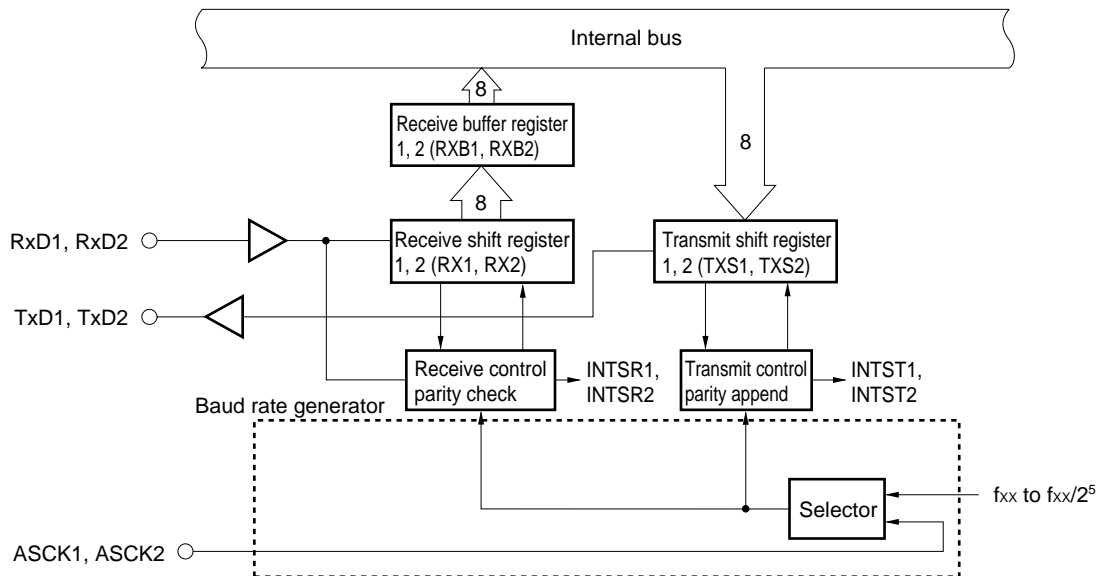 Internal bus
8
Receive buffer register
1, 2 (RXB1, RXB2)
8
8
RxD1, RxD2
Receive shift register
1, 2 (RX1, RX2)
Transmit shift register
1, 2 (TXS1, TXS2)
TxD1, TxD2
Receive control
parity check
INTSR1,
INTSR2
Transmit control
parity append
INTST1,
INTST2
Baud rate generator
Selector
fxx to fxx/2⁵
ASCK1, ASCK2